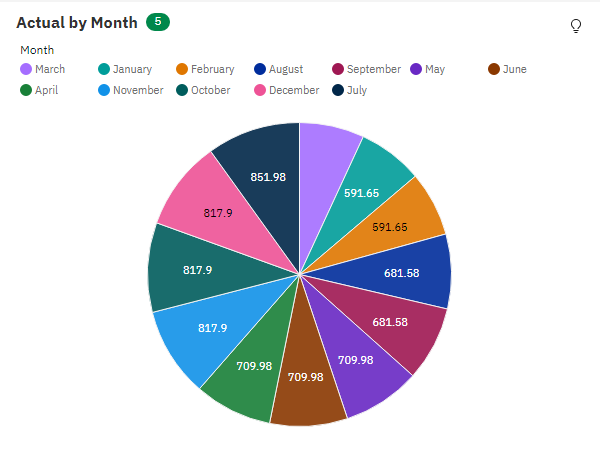 Actual by Month 5
Month
March January February August September May June
April November October December July
851.98
591.65
817.9
591.65
817.9
681.58
681.58
817.9
709.98
709.98
709.98